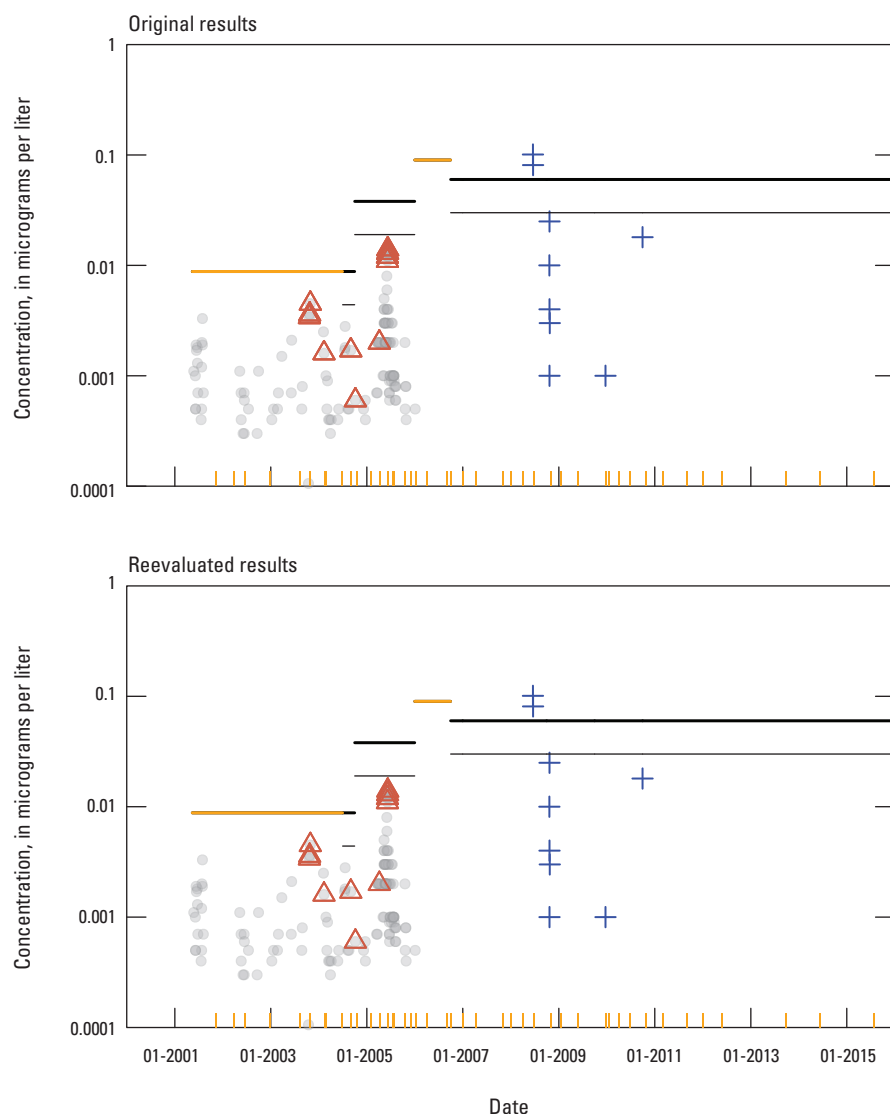 Original results
Concentration, in micrograms per liter
1
0.1
0.01
0.001
0.0001
Reevaluated results
Concentration, in micrograms per liter
1
0.1
0.01
0.001
0.0001
01-2001 01-2003 01-2005 01-2007 01-2009 01-2011 01-2013 01-2015
Date